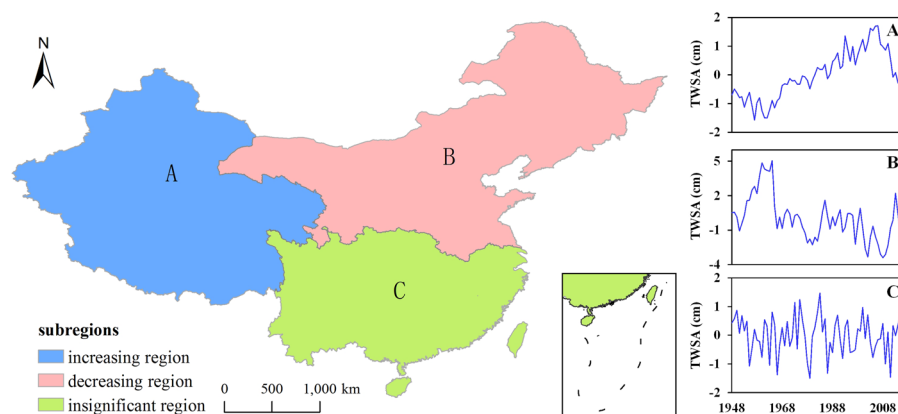 N
A
B
C
subregions
increasing region
decreasing region
insignificant region
0 500 1,000 km
A
TWSA (cm)
2
1
0
-1
-2
B
TWSA (cm)
5
2
-1
-4
C
TWSA (cm)
2
1
0
-1
-2
1948 1968 1988 2008